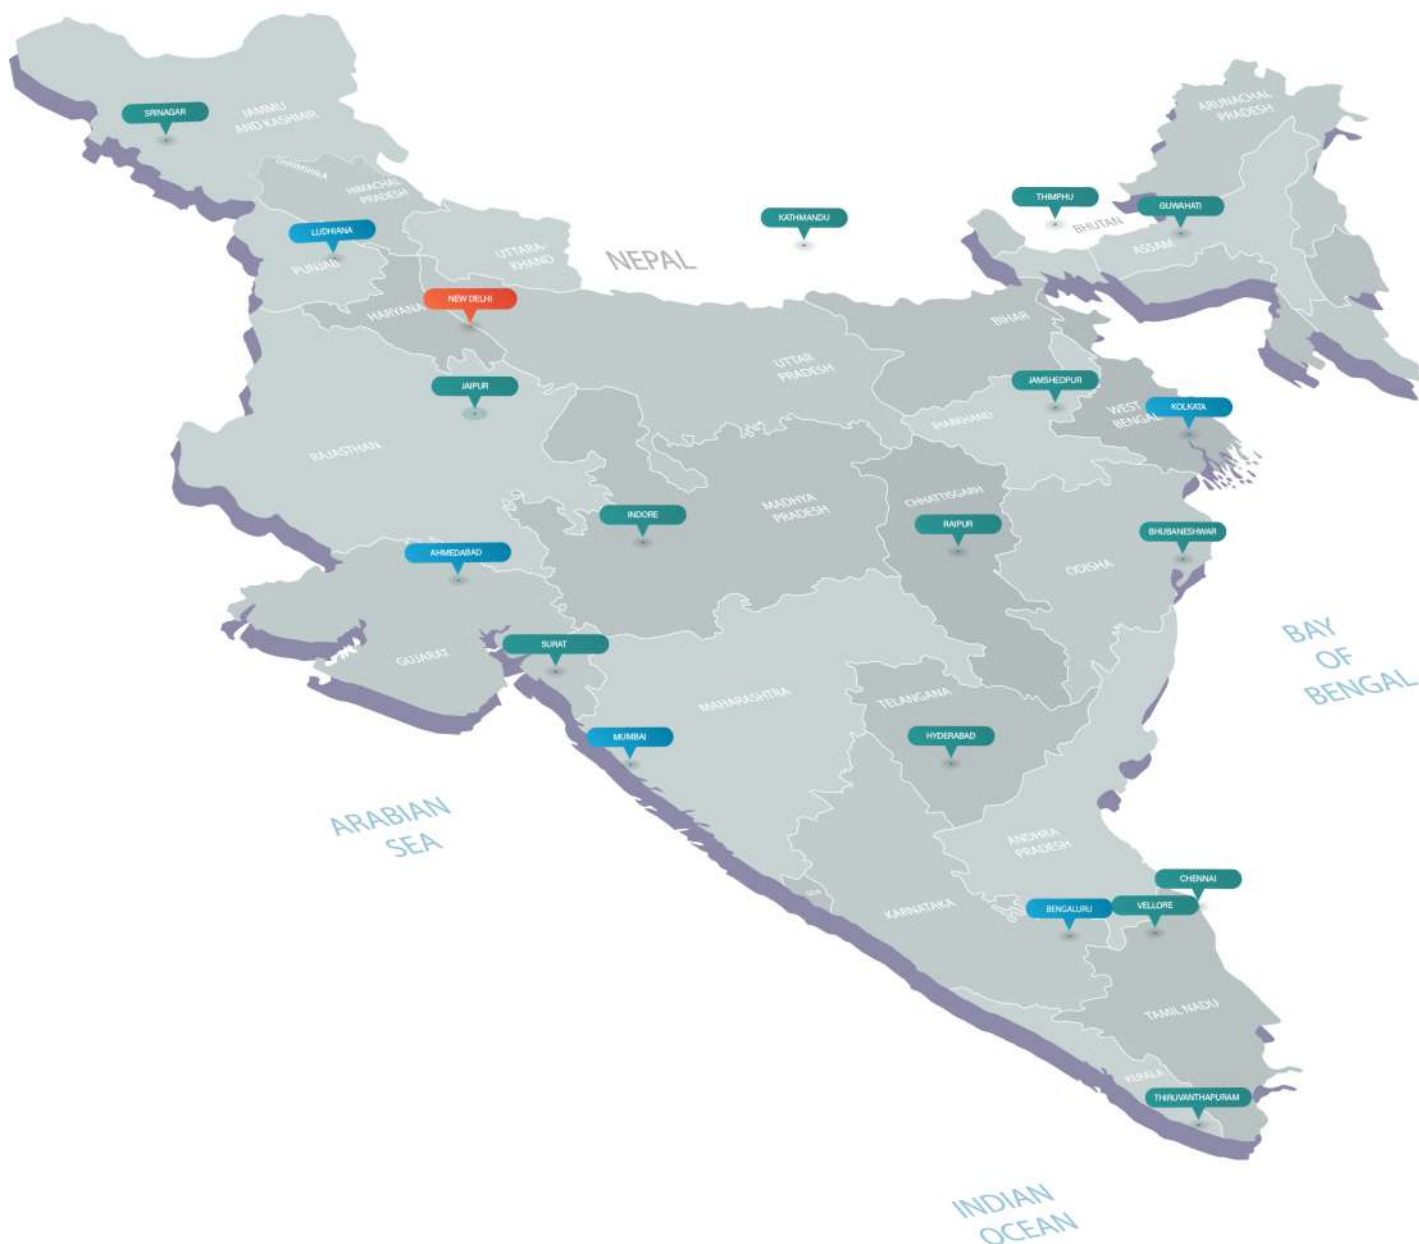 SRINAGAR
JAMMU
AND KASHMIR
DHARMSHILA
HIMACHAL
PRADESH
LUDHIANA
PUNJAB
UTTARA-
KHAND
NEPAL
KATHMANDU
THIMPHU
BHUTAN
ARUNACHAL
PRADESH
GUWAHATI
ASSAM
HARYANA
NEW DELHI
JAIPUR
RAJASTHAN
UTTAR
PRADESH
BIHAR
JAMSHEDPUR
JHARKHAND
WEST
BENGAL
KOLKATA
INDORE
MADHYA
PRADESH
CHHATTISGARH
RAIPUR
BHUBANESHWAR
ODISHA
AHMEDABAD
GUJARAT
SURAT
MAHARASHTRA
MUMBAI
TELANGANA
HYDERABAD
BAY
OF
BENGAL
ARABIAN
SEA
ANDHRA
PRADESH
GOA
KARNATAKA
BENGALURU
VELLORE
CHENNAI
TAMIL NADU
KERALA
THIRUVANTHAPURAM
INDIAN
OCEAN